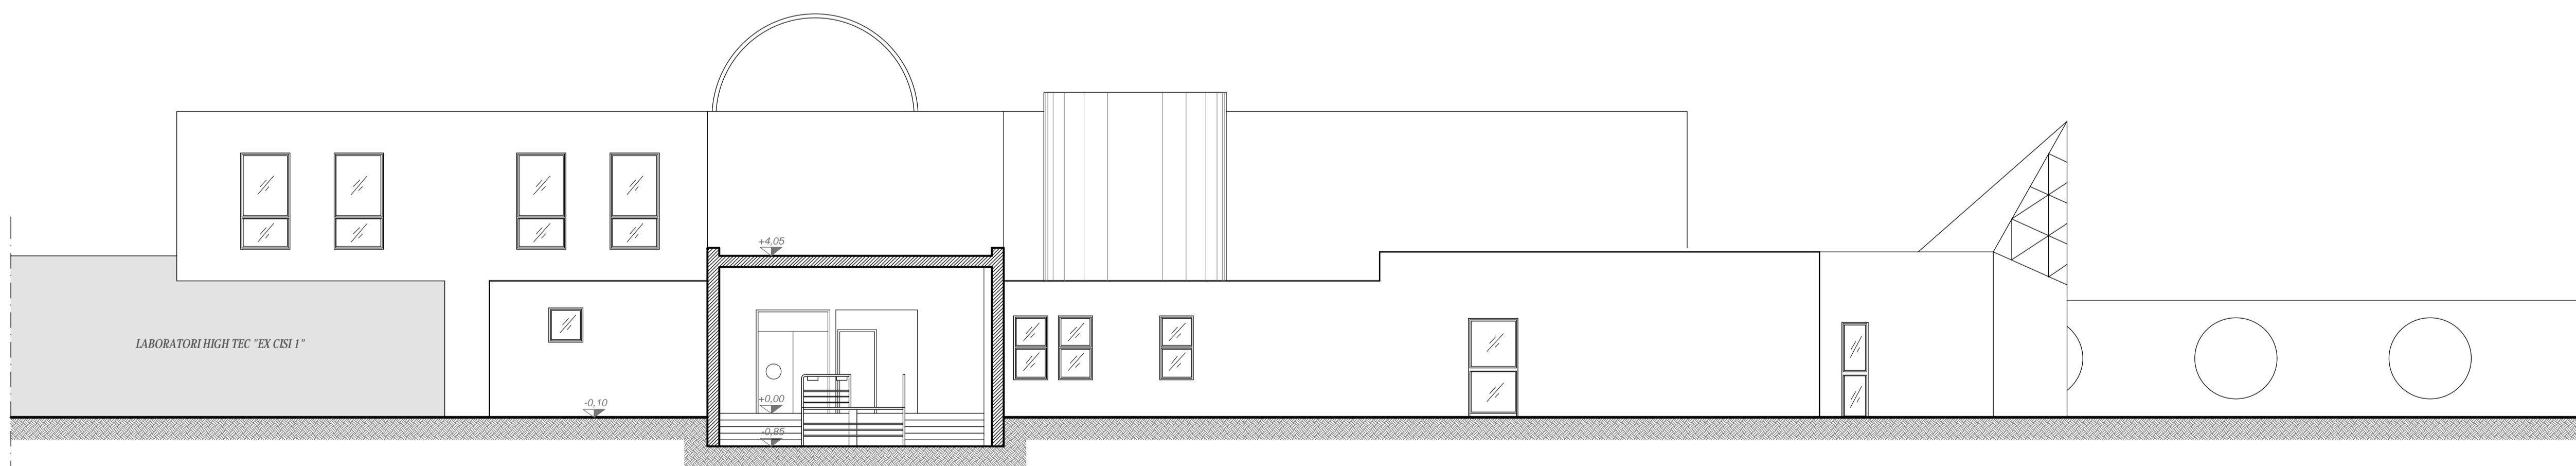 +4,05
LABORATORI HIGH TEC "EX CISI 1"
-0,10
+0,00
-0,85